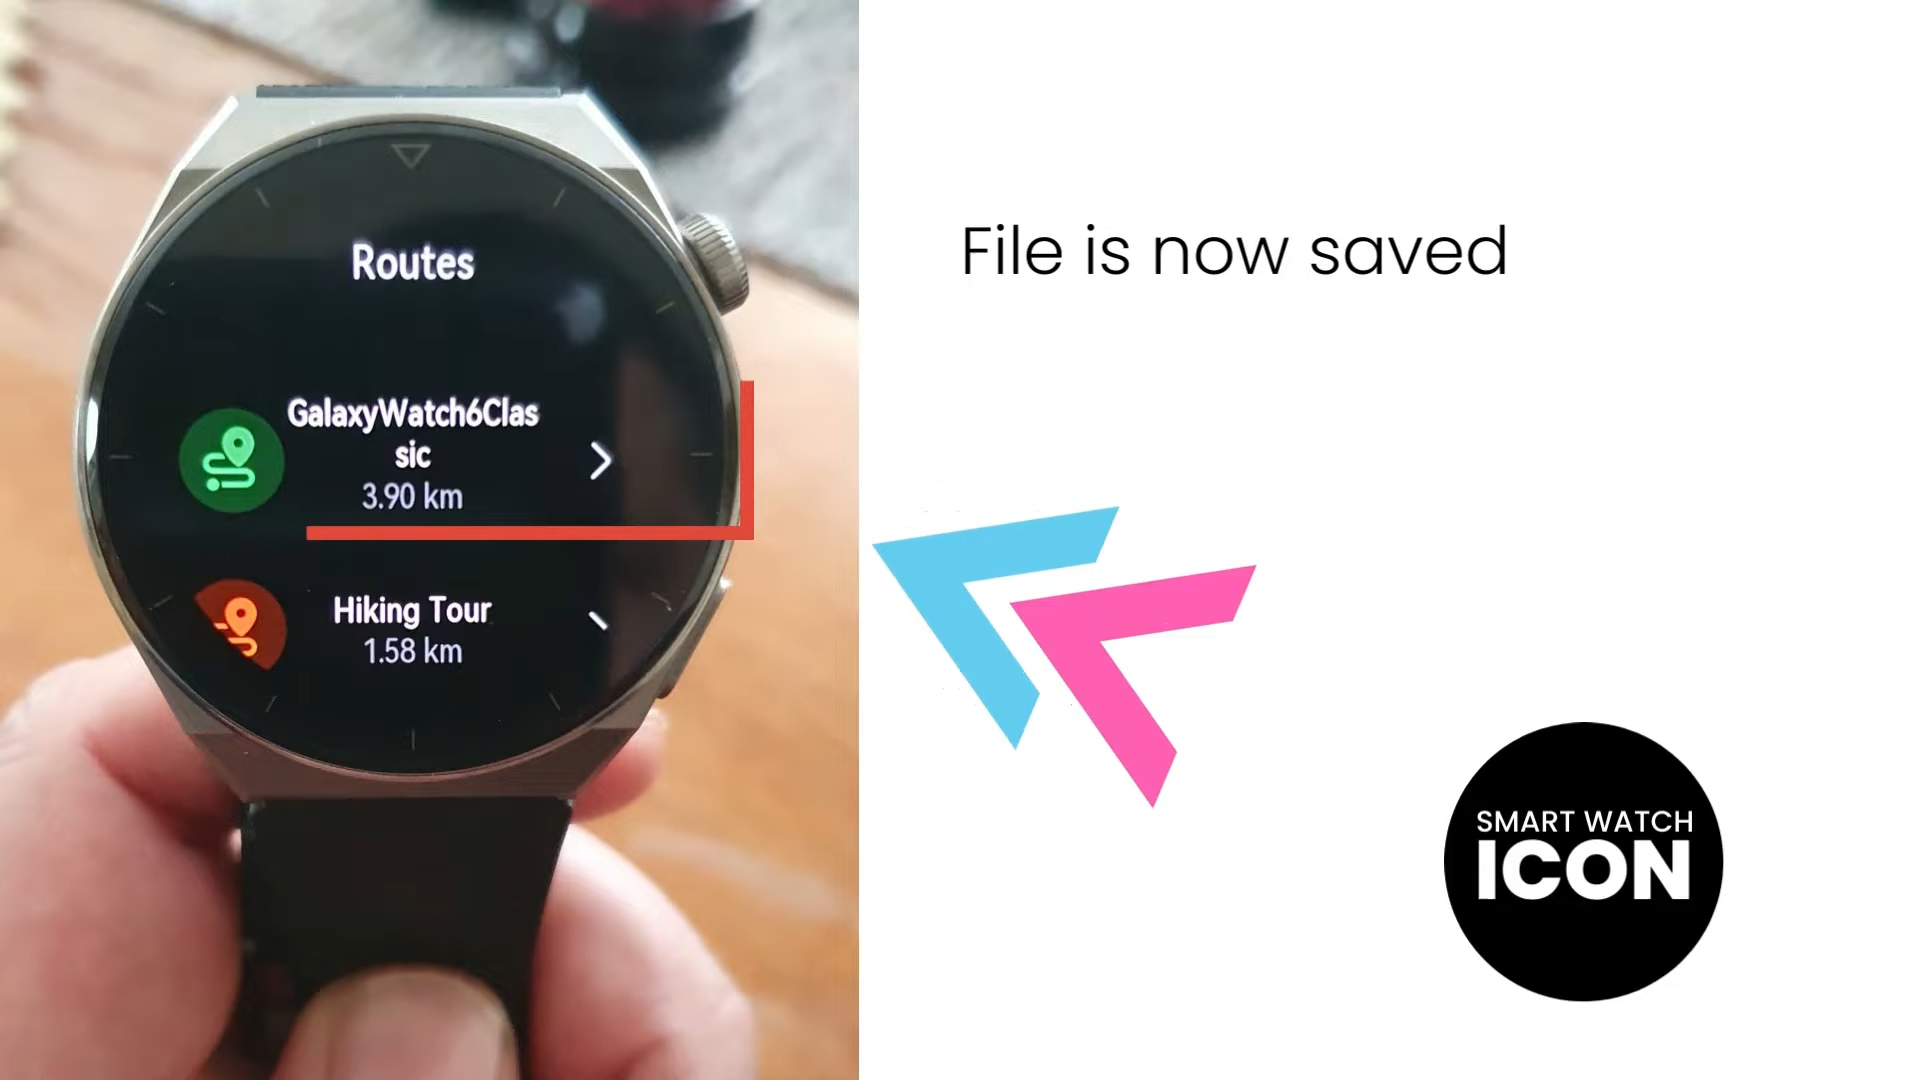 Routes
GalaxyWatch6Clas
sic
3.90 km
Hiking Tour
1.58 km
File is now saved
SMART WATCH
ICON